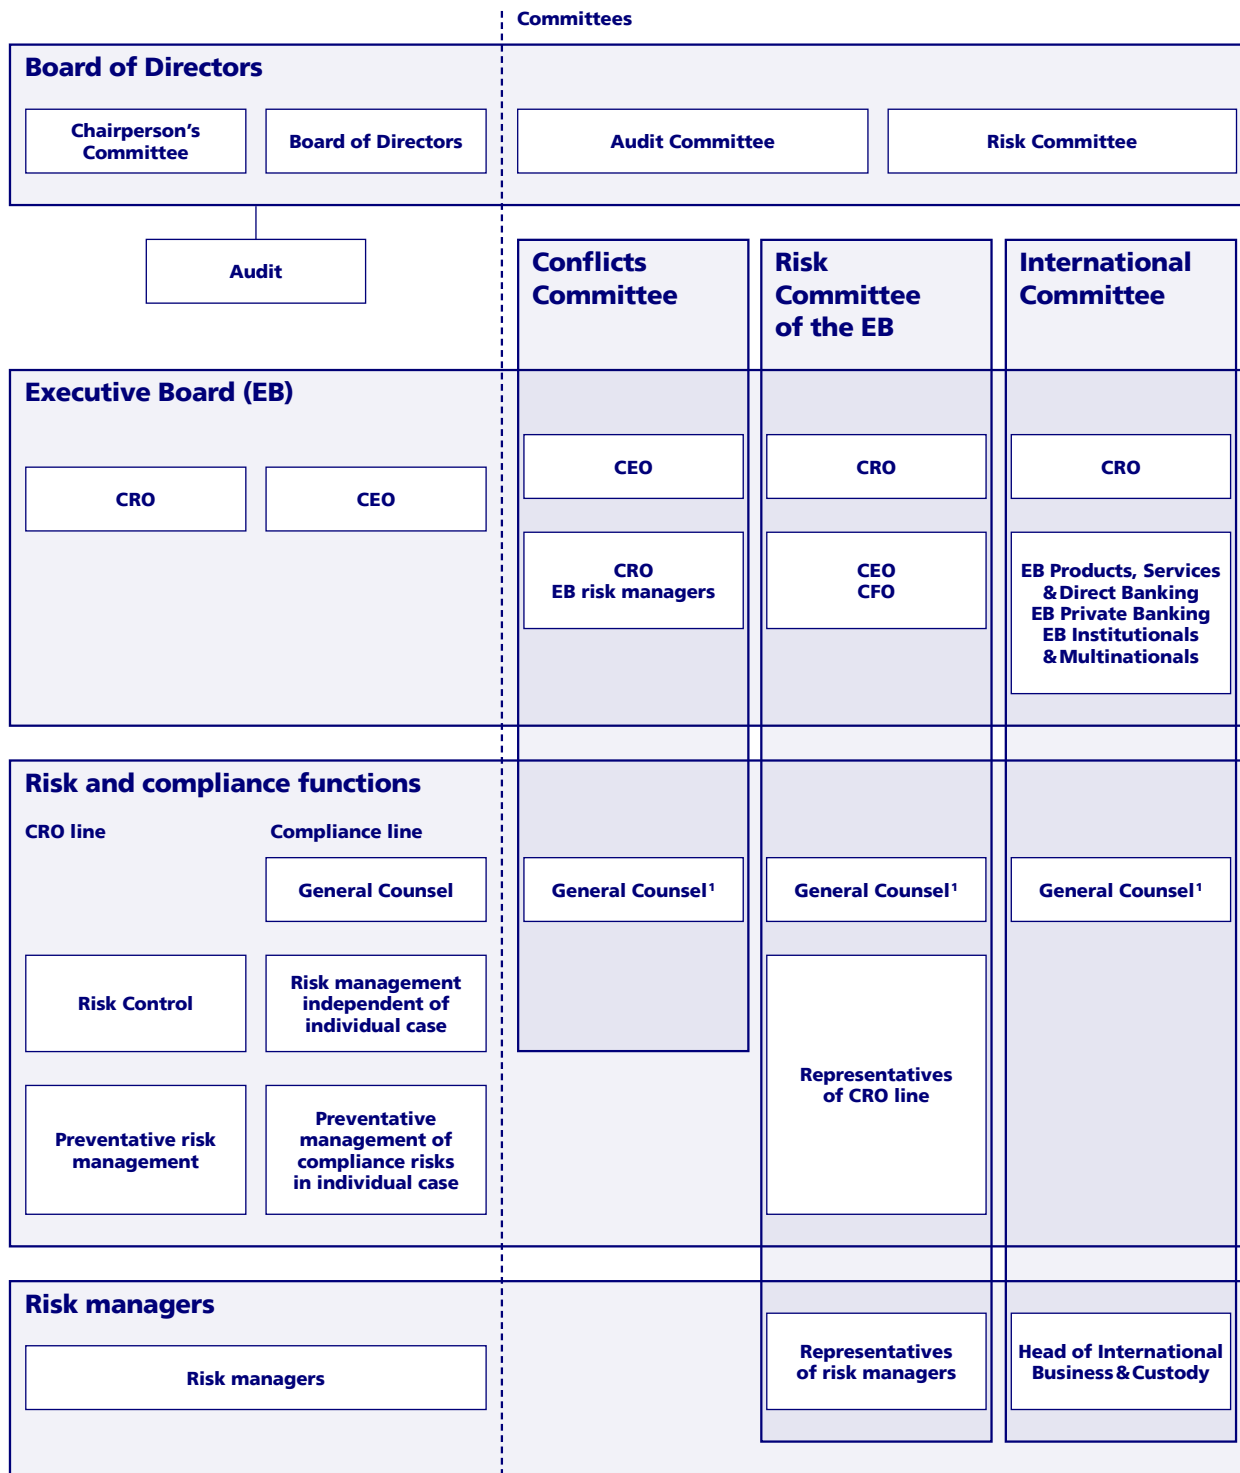 Committees
Board of Directors
Chairperson's
Committee
Board of Directors
Audit Committee
Risk Committee
Audit
Conflicts
Committee
Risk
Committee
of the EB
International
Committee
Executive Board (EB)
CRO
CEO
CEO
CRO
EB risk managers
CRO
CEO
CFO
CRO
EB Products, Services
& Direct Banking
EB Private Banking
EB Institutionals
& Multinationals
Risk and compliance functions
CRO line
Compliance line
General Counsel
General Counsel¹
General Counsel¹
General Counsel¹
Risk Control
Risk management
independent of
individual case
Representatives
of CRO line
Preventative risk
management
Preventative
management of
compliance risks
in individual case
Risk managers
Risk managers
Representatives
of risk managers
Head of International
Business & Custody